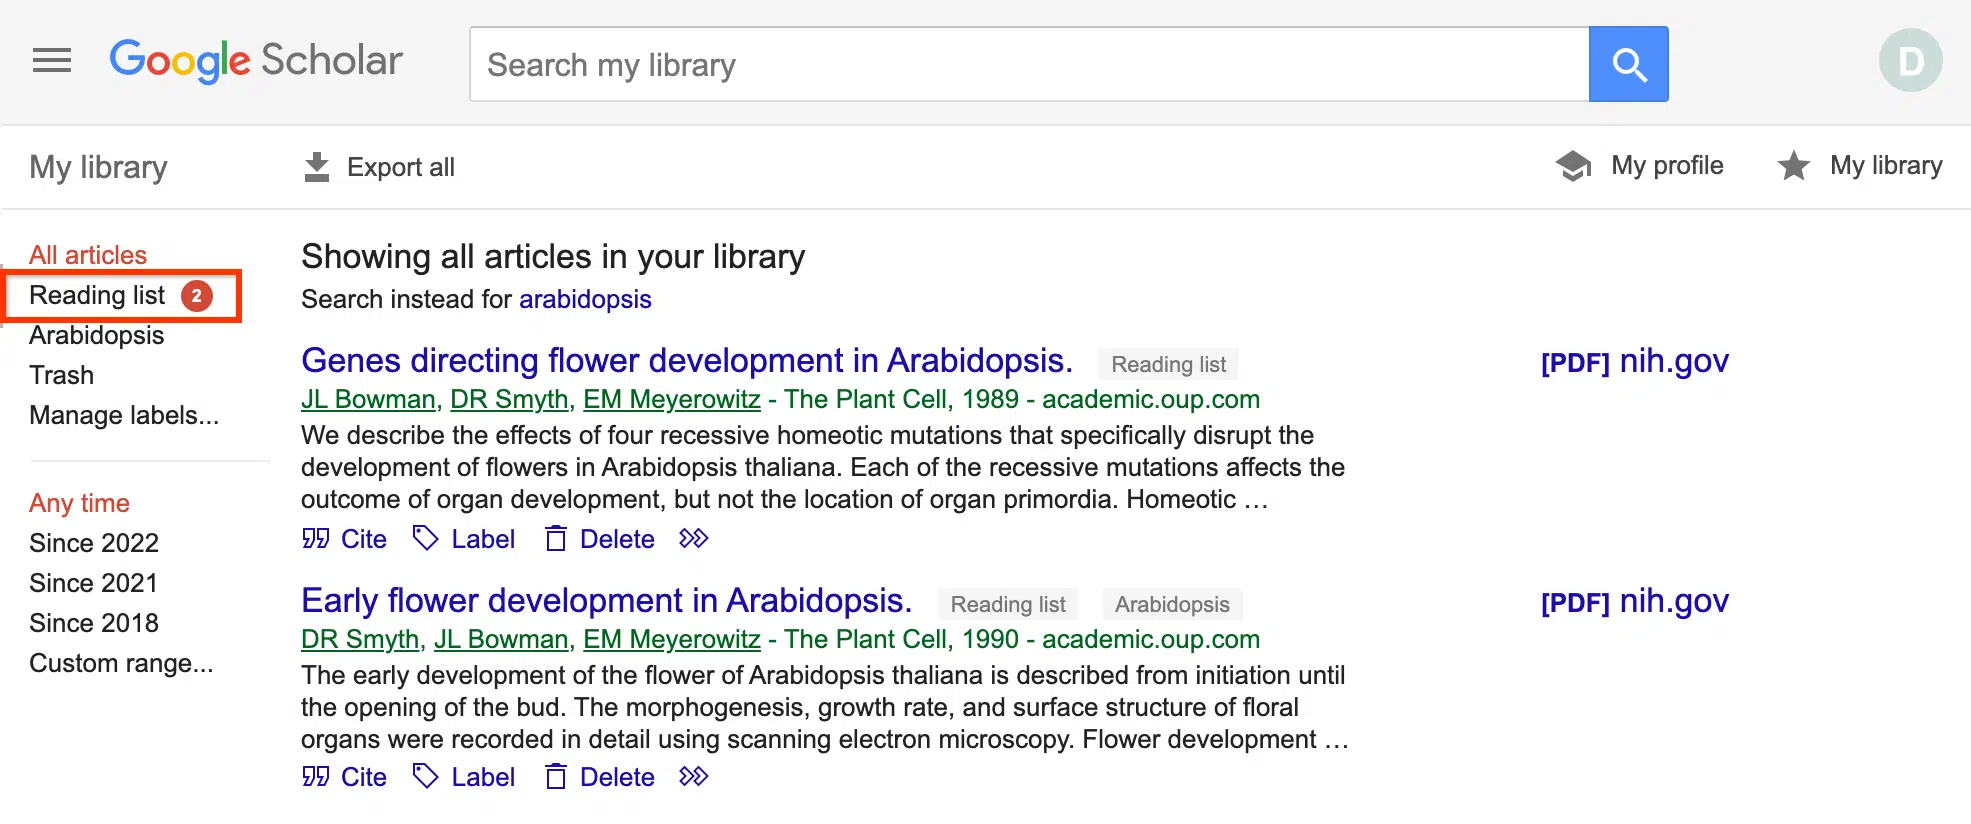 Google Scholar
Search my library
D
My library
Export all
My profile
My library
All articles
Reading list 2
Arabidopsis
Trash
Manage labels...
Any time
Since 2022
Since 2021
Since 2018
Custom range...
Showing all articles in your library
Search instead for arabidopsis
Genes directing flower development in Arabidopsis. Reading list
[PDF] nih.gov
JL Bowman, DR Smyth, EM Meyerowitz - The Plant Cell, 1989 - academic.oup.com
We describe the effects of four recessive homeotic mutations that specifically disrupt the
development of flowers in Arabidopsis thaliana. Each of the recessive mutations affects the
outcome of organ development, but not the location of organ primordia. Homeotic …
Cite Label Delete
Early flower development in Arabidopsis. Reading list Arabidopsis
[PDF] nih.gov
DR Smyth, JL Bowman, EM Meyerowitz - The Plant Cell, 1990 - academic.oup.com
The early development of the flower of Arabidopsis thaliana is described from initiation until
the opening of the bud. The morphogenesis, growth rate, and surface structure of floral
organs were recorded in detail using scanning electron microscopy. Flower development …
Cite Label Delete